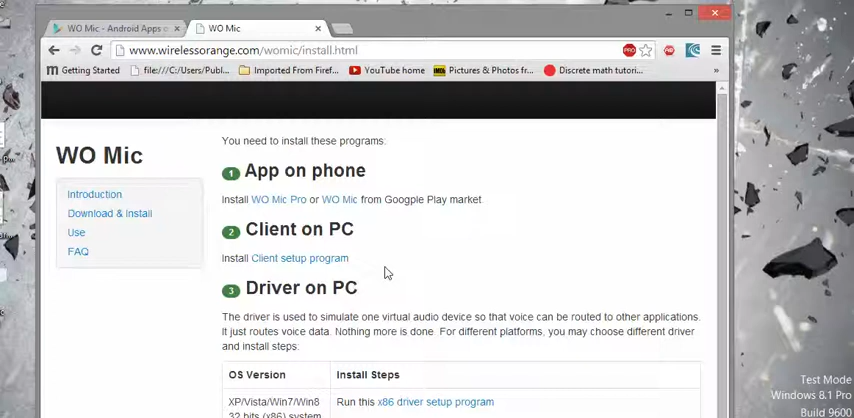 WO Mic - Android Apps o
WO Mic
www.wirelessorange.com/womic/install.html
Getting Started
file:///C:/Users/Publ...
Imported From Firef...
YouTube home
Pictures & Photos fr...
Discrete math tutori...
»
You need to install these programs:
WO Mic
1 App on phone
Introduction
Install WO Mic Pro or WO Mic from Goopple Play market
Download & Install
Use
2 Client on PC
FAQ
Install Client setup program
3 Driver on PC
The driver is used to simulate one virtual audio device so that voice can be routed to other applications.
It just routes voice data. Nothing more is done. For different platforms, you may choose different driver
and install steps:
OS Version Install Steps
XP/Vista/Win7/Win8 Run this x86 driver setup program
32 bits (x86) system
Test Mode
Windows 8.1 Pro
Build 9600